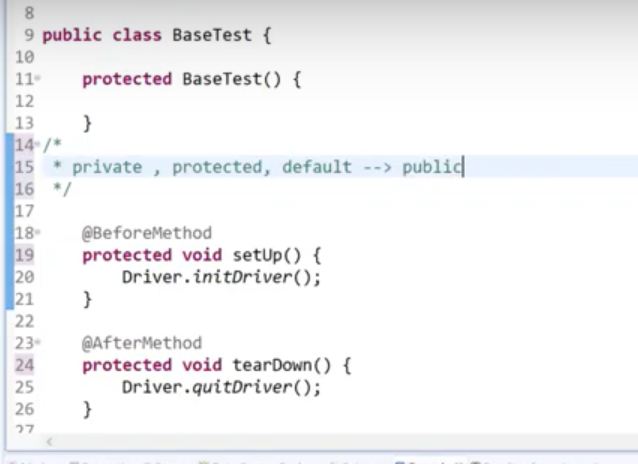 8
9 public class BaseTest {
10
11 protected BaseTest() {
12
13 }
14 /*
15 * private , protected, default --> public
16 */
17
18 @BeforeMethod
19 protected void setUp() {
20 Driver.initDriver();
21 }
22
23 @AfterMethod
24 protected void tearDown() {
25 Driver.quitDriver();
26 }
27